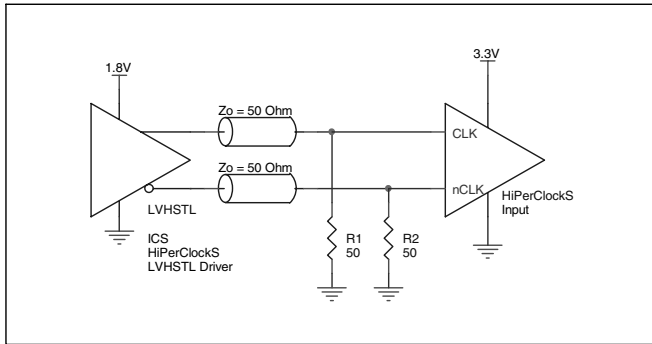 1.8V
3.3V
Zo = 50 Ohm
CLK
Zo = 50 Ohm
nCLK
HiPerClockS
Input
LVHSTL
ICS
HiPerClockS
LVHSTL Driver
R1
50
R2
50